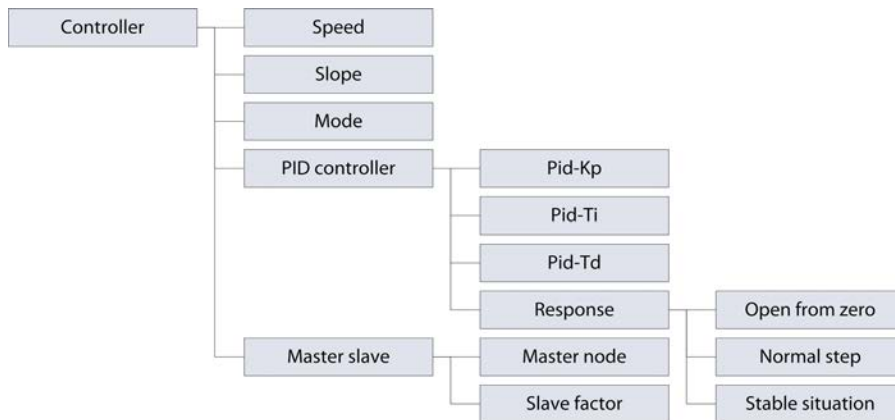 Controller
Speed
Slope
Mode
PID controller
Pid-Kp
Pid-Ti
Pid-Td
Response
Open from zero
Normal step
Stable situation
Master slave
Master node
Slave factor